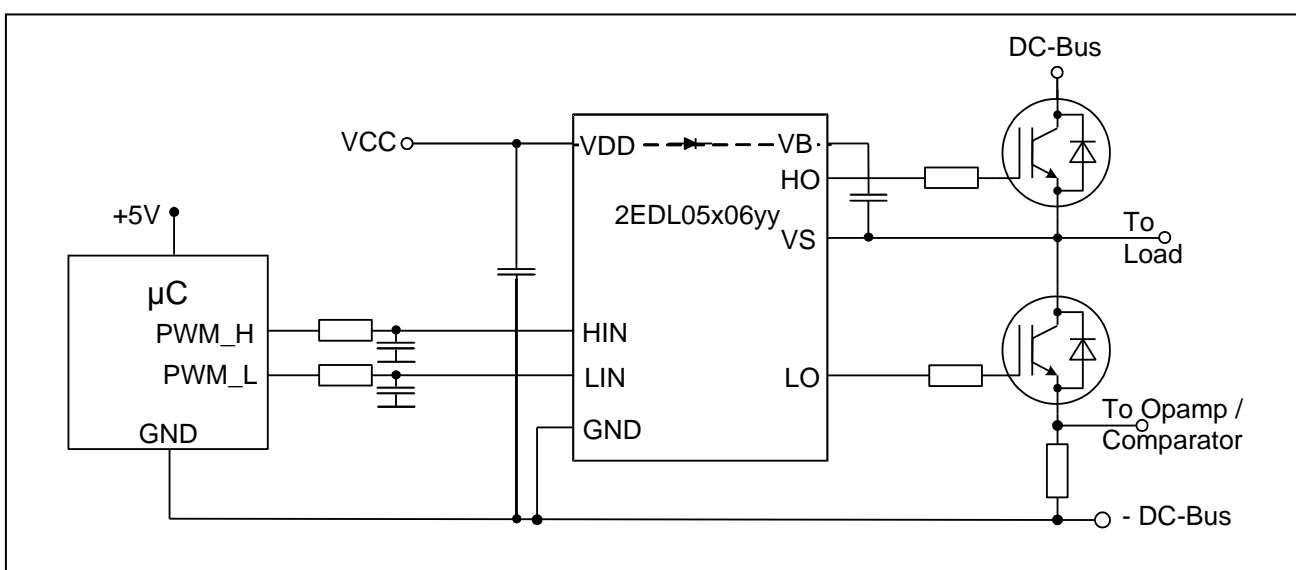 DC-Bus
VCC
VDD
VB
HO
2EDL05x06yy
+5V
VS
To
Load
µC
PWM_H
HIN
PWM_L
LIN
LO
GND
GND
To Opamp /
Comparator
- DC-Bus